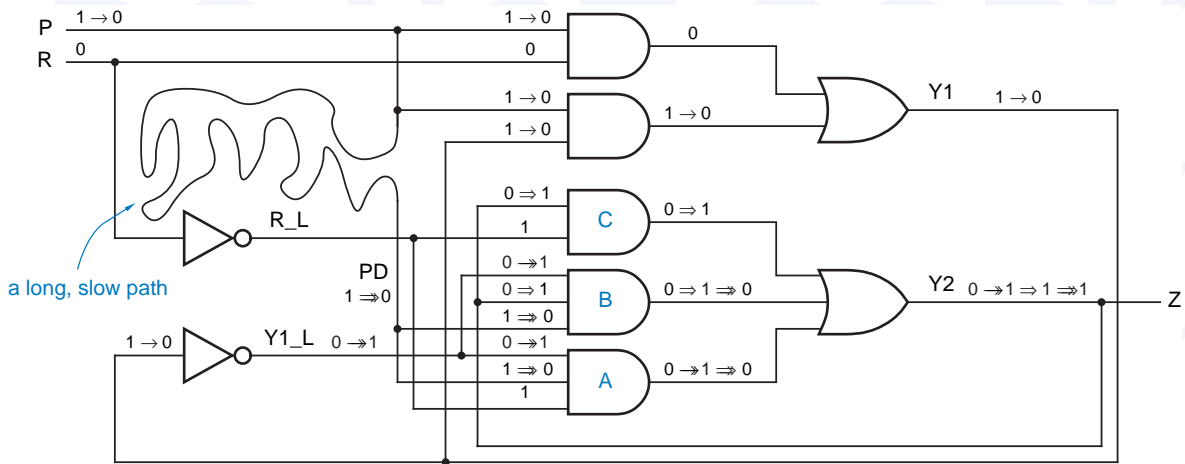 P 1 → 0 1 → 0 0
R 0 0
Y1 1 → 0
1 → 0
1 → 0 1 → 0
0 ⇒ 1
C 0 ⇒ 1
R_L 1
PD 0 ↠ 1
a long, slow path
1 ⇛ 0 0 ⇒ 1 B 0 ⇒ 1 ⇛ 0 Y2 0 ↠ 1 ⇒ 1 ⇛ 1 Z
1 ⇛ 0
1 → 0 Y1_L 0 ↠ 1 0 ↠ 1
1 ⇛ 0 A 0 ↠ 1 ⇛ 0
1